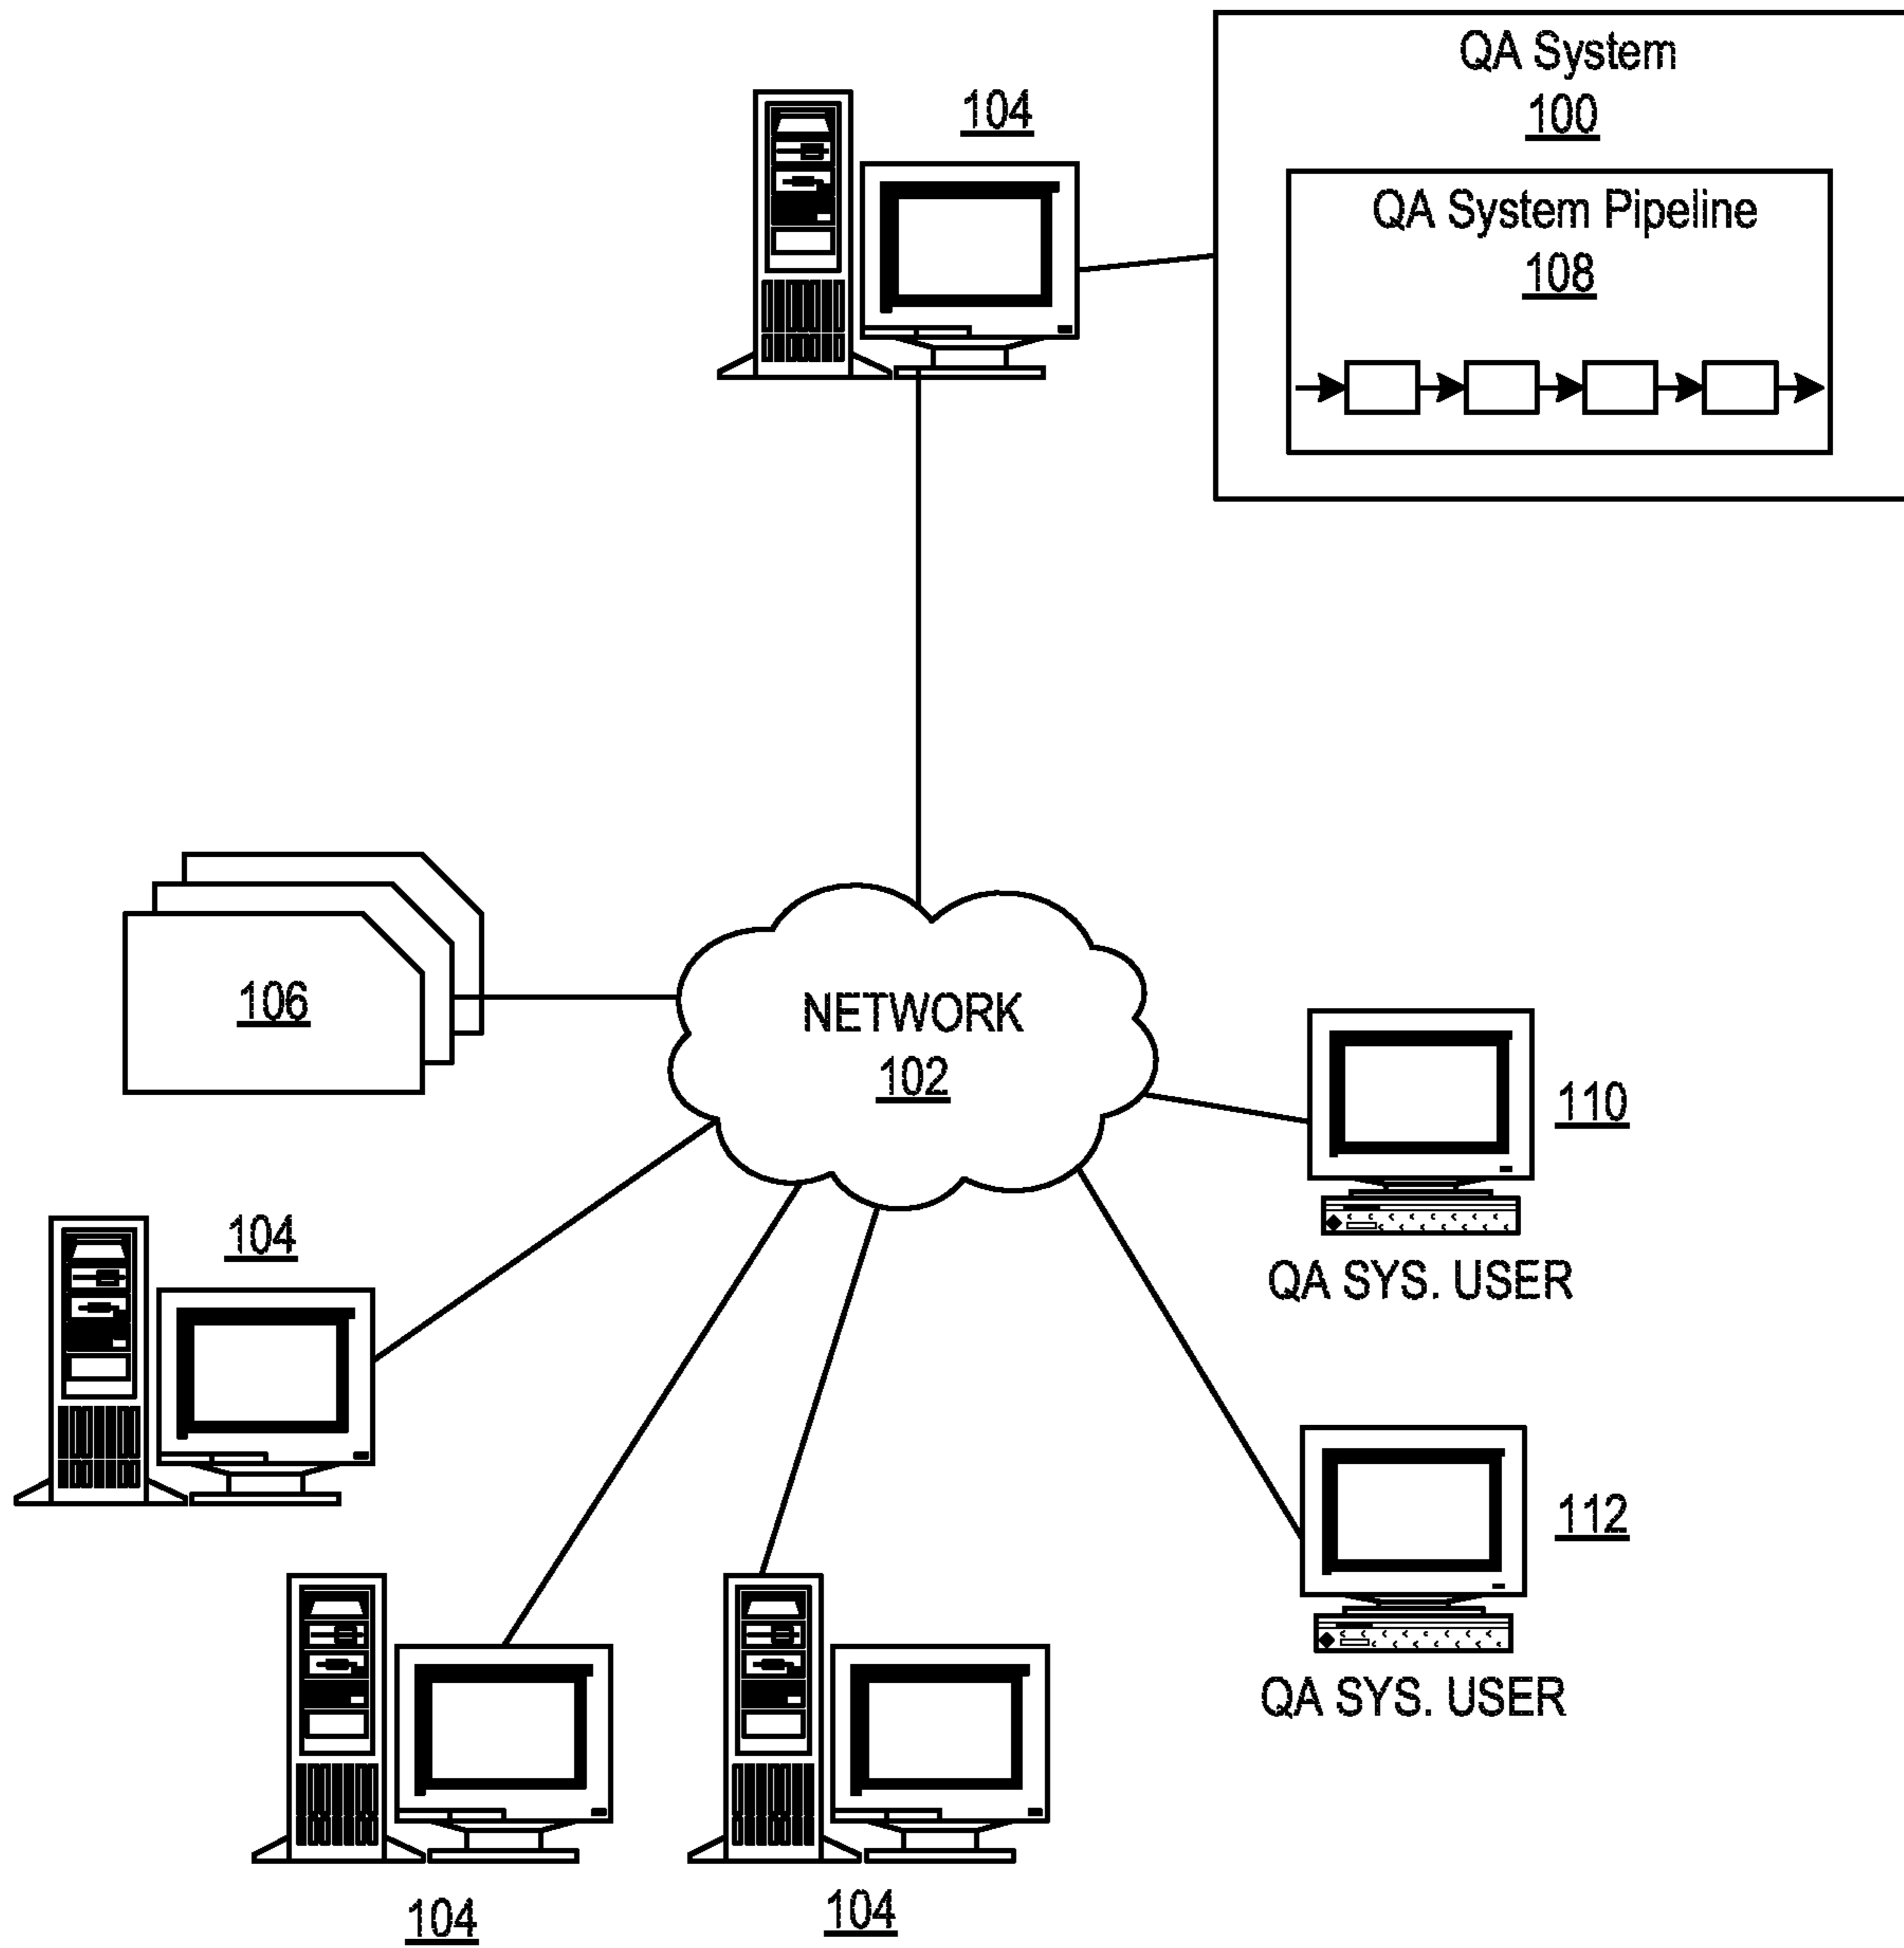 QA System
100
104
QA System Pipeline
108
106
NETWORK
102
110
QA SYS. USER
104
112
QA SYS. USER
104
104